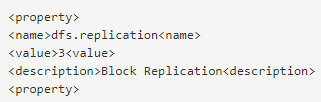 <property>
<name>dfs.replication<name>
<value>3<value>
<description>Block Replication<description>
<property>